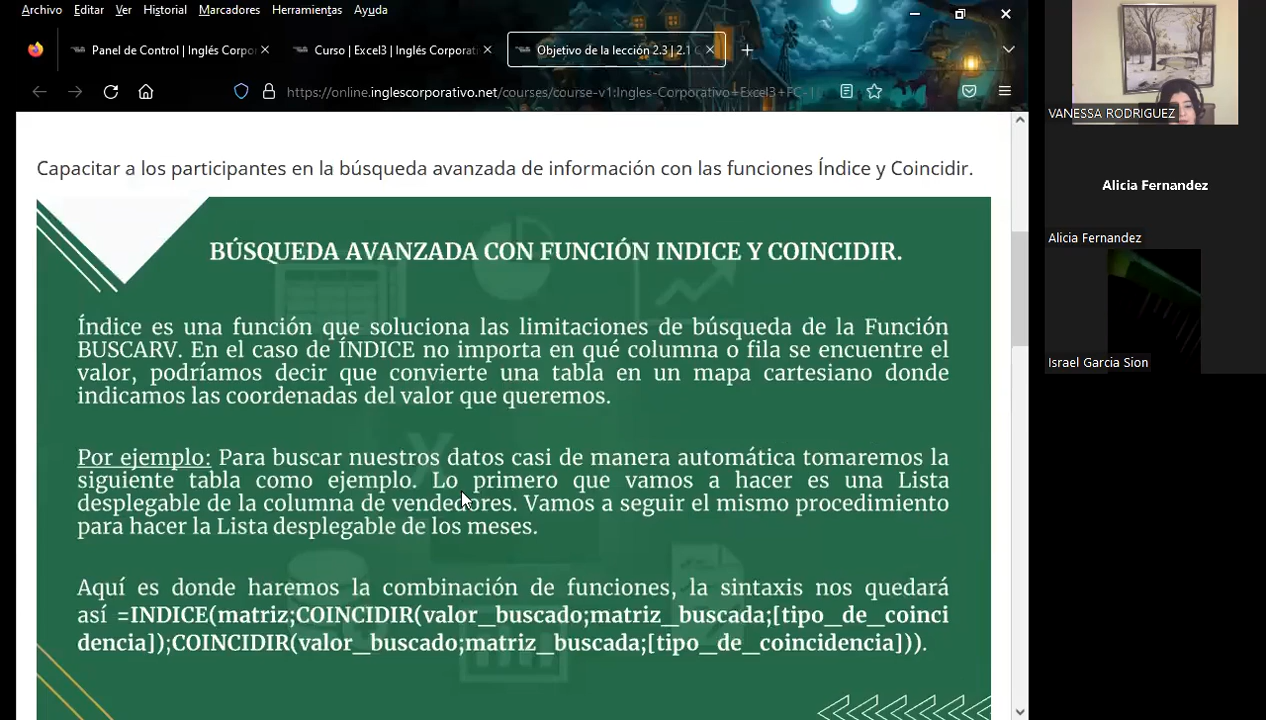 Archivo Editar Ver Historial Marcadores Herramientas Ayuda
Panel de Control | Inglés Corpo
Curso | Excel3 | Inglés Corporat
Objetivo de la lección 2.3 | 2.1
https://online.inglescorporativo.net/courses/course-v1:Ingles-Corporativo+Excel3+FC-
Capacitar a los participantes en la búsqueda avanzada de información con las funciones Índice y Coincidir.
BÚSQUEDA AVANZADA CON FUNCIÓN INDICE Y COINCIDIR.
Índice es una función que soluciona las limitaciones de búsqueda de la Función
BUSCARV. En el caso de ÍNDICE no importa en qué columna o fila se encuentre el
valor, podríamos decir que convierte una tabla en un mapa cartesiano donde
indicamos las coordenadas del valor que queremos.
Por ejemplo: Para buscar nuestros datos casi de manera automática tomaremos la
siguiente tabla como ejemplo. Lo primero que vamos a hacer es una Lista
desplegable de la columna de vendedores. Vamos a seguir el mismo procedimiento
para hacer la Lista desplegable de los meses.
Aquí es donde haremos la combinación de funciones, la sintaxis nos quedará
así =INDICE(matriz;COINCIDIR(valor_buscado;matriz_buscada;[tipo_de_coinci
dencia]);COINCIDIR(valor_buscado;matriz_buscada;[tipo_de_coincidencia])).
VANESSA RODRIGUEZ
Alicia Fernandez
Alicia Fernandez
Israel Garcia Sion